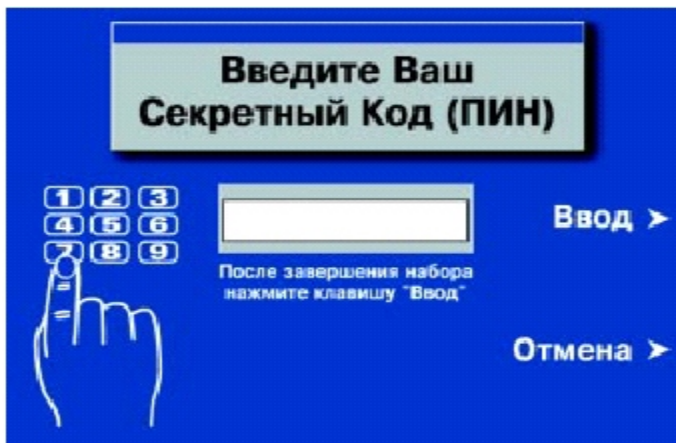 Введите Ваш
Секретный Код (ПИН)
1 2 3
4 5 6
7 8 9
После завершения набора
нажмите клавишу "Ввод"
Ввод ➤
Отмена ➤